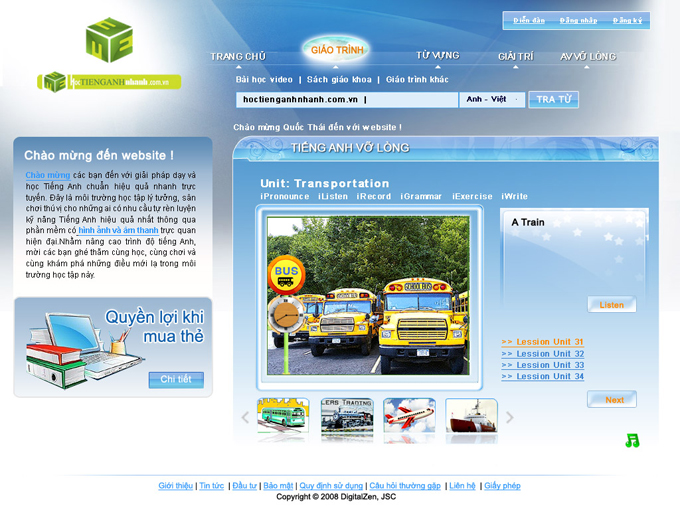 Diễn đàn Đăng nhập Đăng ký
TRANG CHỦ GIÁO TRÌNH TỪ VỰNG GIẢI TRÍ AV VỠ LÒNG
hocTIENGANHnhanh.com.vn
Bài học video | Sách giáo khoa | Giáo trình khác
hoctienganhnhanh.com.vn | Anh - Việt TRA TỪ
Chào mừng Quốc Thái đến với website !
Chào mừng đến website !
Chào mừng các bạn đến với giải pháp dạy và
học Tiếng Anh chuẩn hiệu quả nhanh trực
tuyến. Đây là môi trường học tập lý tưởng, sân
chơi thú vị cho những ai có nhu cầu tự rèn luyện
kỹ năng Tiếng Anh hiệu quả nhất thông qua
phần mềm có hình ảnh và âm thanh trực quan
hiện đại.Nhằm nâng cao trình độ tiếng Anh,
mời các bạn ghé thăm cùng học, cùng chơi và
cùng khám phá những điều mới lạ trong môi
trường học tập này.
Quyền lợi khi
mua thẻ
Chi tiết
TIẾNG ANH VỠ LÒNG
Unit: Transportation
iPronounce iListen iRecord iGrammar iExercise iWrite
BUS
SCHOOL BUS
A Train
Listen
>> Lession Unit 31
>> Lession Unit 32
>> Lession Unit 33
>> Lession Unit 34
Next
LERS TRADING
Giới thiệu | Tin tức | Đầu tư | Bảo mật | Quy định sử dụng | Câu hỏi thường gặp | Liên hệ | Giấy phép
Copyright © 2008 DigitalZen, JSC